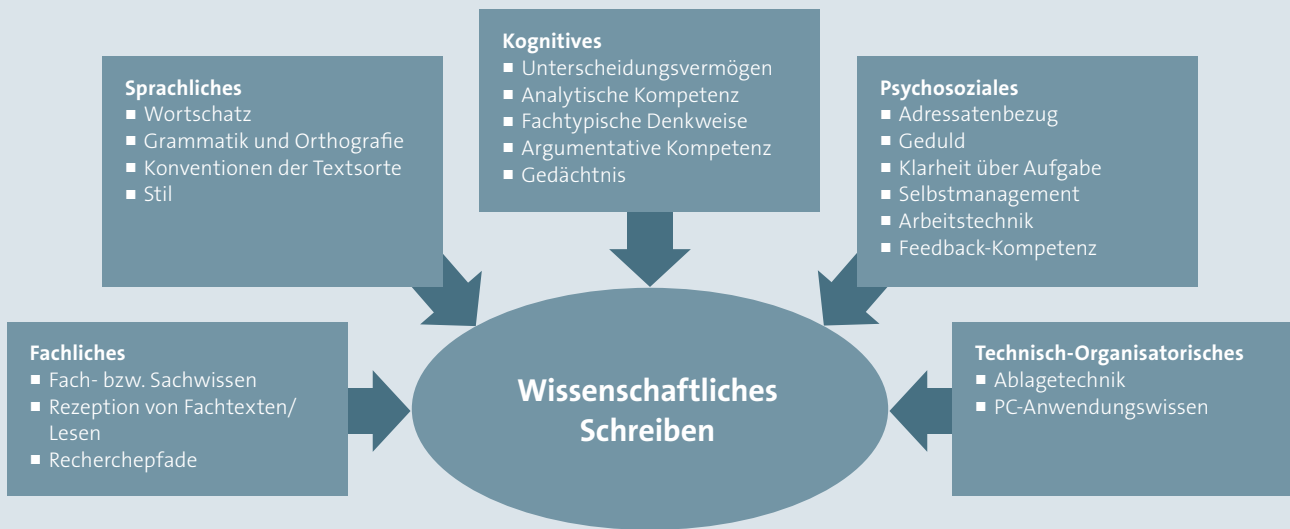 Kognitives
■ Unterscheidungsvermögen
■ Analytische Kompetenz
■ Fachtypische Denkweise
■ Argumentative Kompetenz
■ Gedächtnis
Sprachliches
■ Wortschatz
■ Grammatik und Orthografie
■ Konventionen der Textsorte
■ Stil
Psychosoziales
■ Adressatenbezug
■ Geduld
■ Klarheit über Aufgabe
■ Selbstmanagement
■ Arbeitstechnik
■ Feedback-Kompetenz
Fachliches
■ Fach- bzw. Sachwissen
■ Rezeption von Fachtexten/
Lesen
■ Recherchepfade
Wissenschaftliches
Schreiben
Technisch-Organisatorisches
■ Ablagetechnik
■ PC-Anwendungswissen